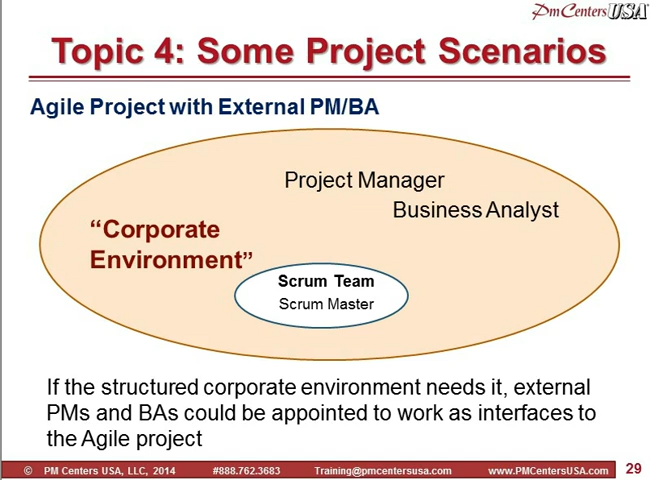 PmCenters USA
Topic 4: Some Project Scenarios
Agile Project with External PM/BA
Project Manager
Business Analyst
“Corporate
Environment”
Scrum Team
Scrum Master
If the structured corporate environment needs it, external
PMs and BAs could be appointed to work as interfaces to
the Agile project
© PM Centers USA, LLC, 2014 #888.762.3683 Training@pmcentersusa.com www.PMCentersUSA.com 29